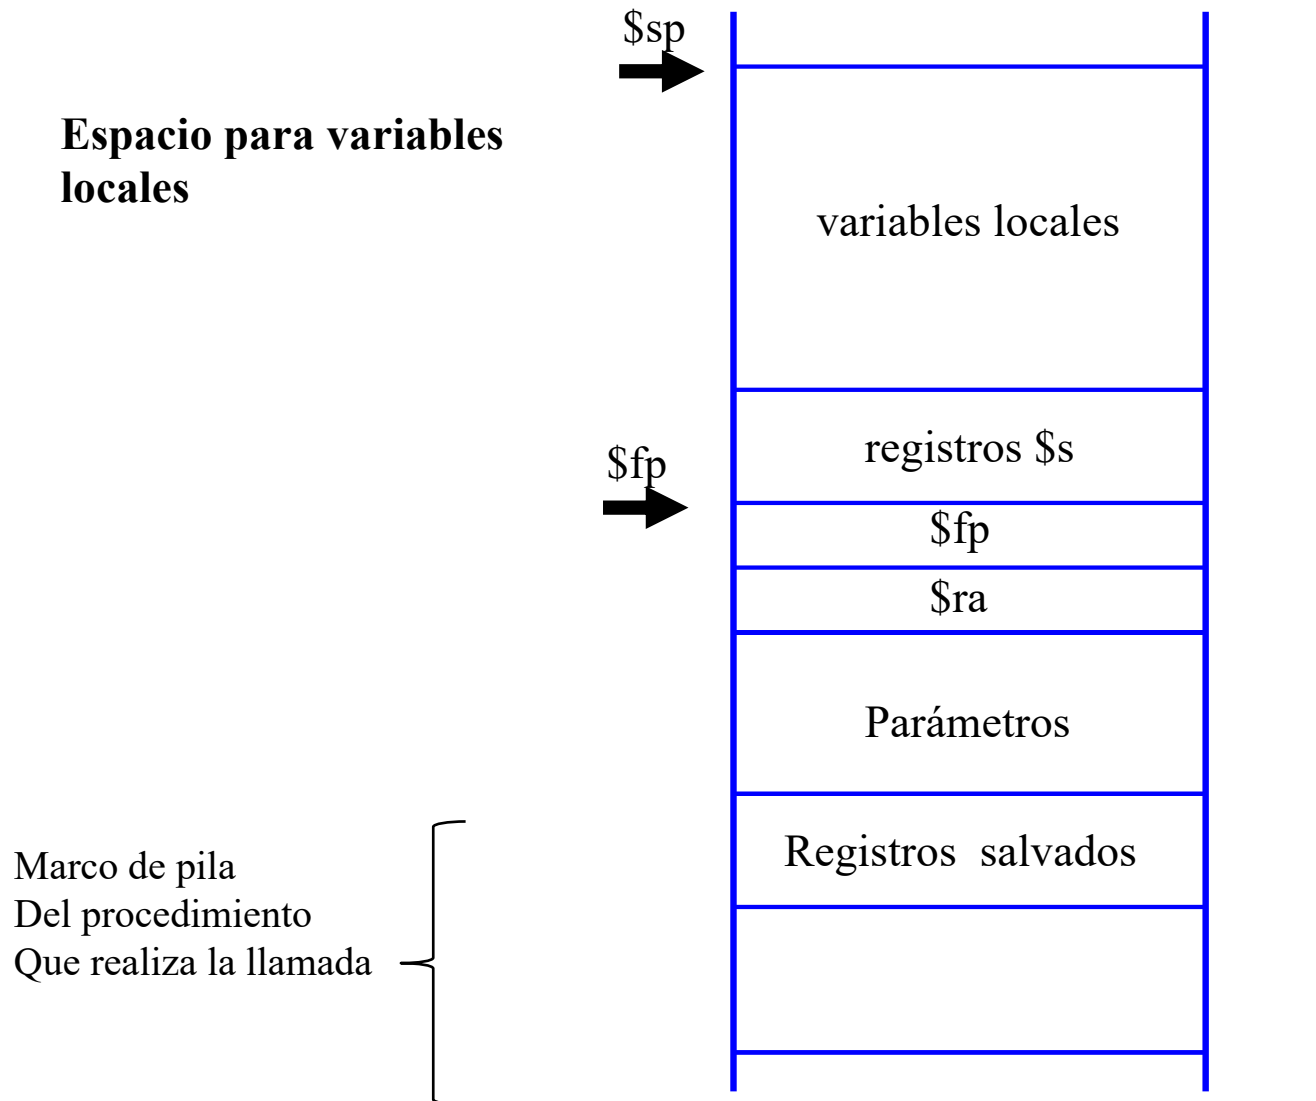 $sp
Espacio para variables
locales
variables locales
registros $s
$fp
$fp
$ra
Parámetros
Registros salvados
Marco de pila
Del procedimiento
Que realiza la llamada